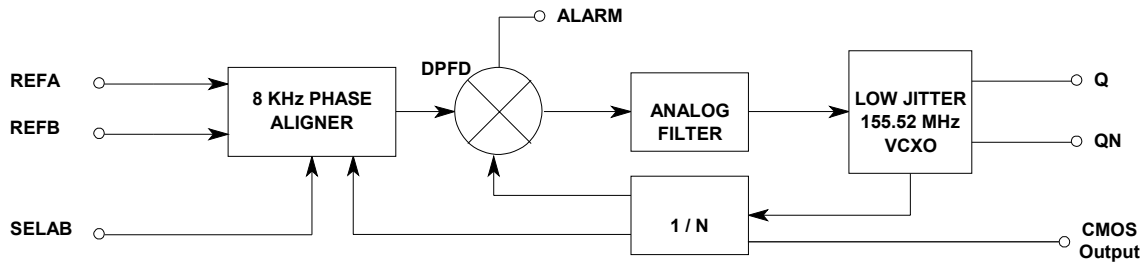 ALARM
REFA
DPFD
8 KHz PHASE
ALIGNER
REFB
ANALOG
FILTER
LOW JITTER
155.52 MHz
VCXO
Q
QN
SELAB
1 / N
CMOS
Output